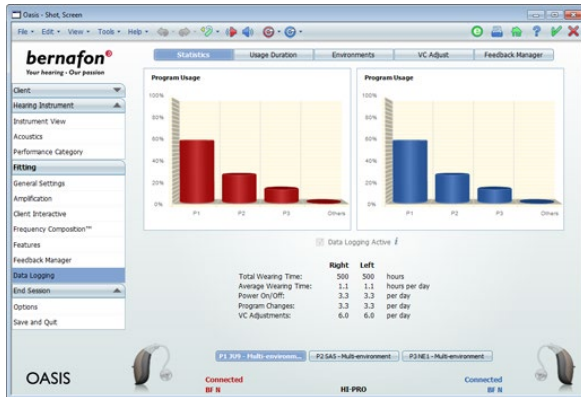 Oasis - Shot, Screen
File Edit View Tools Help
bernafon®
Your hearing · Our passion
Statistics Usage Duration Environments VC Adjust Feedback Manager
Client
Hearing Instrument
Instrument View
Acoustics
Performance Category
Fitting
General Settings
Amplification
Client Interactive
Frequency Composition™
Features
Feedback Manager
Data Logging
End Session
Options
Save and Quit
Program Usage
100%
80%
60%
40%
20%
0%
P1 P2 P3 Others
Program Usage
100%
80%
60%
40%
20%
0%
P1 P2 P3 Others
Data Logging Active i
Right Left
Total Wearing Time: 500 500 hours
Average Wearing Time: 1.1 1.1 hours per day
Power On/Off: 3.3 3.3 per day
Program Changes: 3.3 3.3 per day
VC Adjustments: 6.0 6.0 per day
P1 JU9 - Multi-environm... P2 SAS - Multi-environment P3 NE1 - Multi-environment
OASIS
Connected
BF N
HI-PRO
Connected
BF N